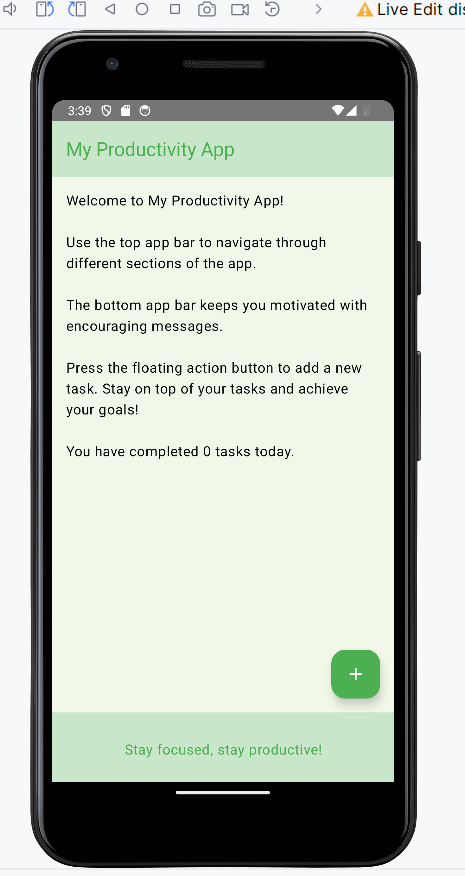 Live Edit dis
3:39
My Productivity App
Welcome to My Productivity App!
Use the top app bar to navigate through
different sections of the app.
The bottom app bar keeps you motivated with
encouraging messages.
Press the floating action button to add a new
task. Stay on top of your tasks and achieve
your goals!
You have completed 0 tasks today.
+
Stay focused, stay productive!